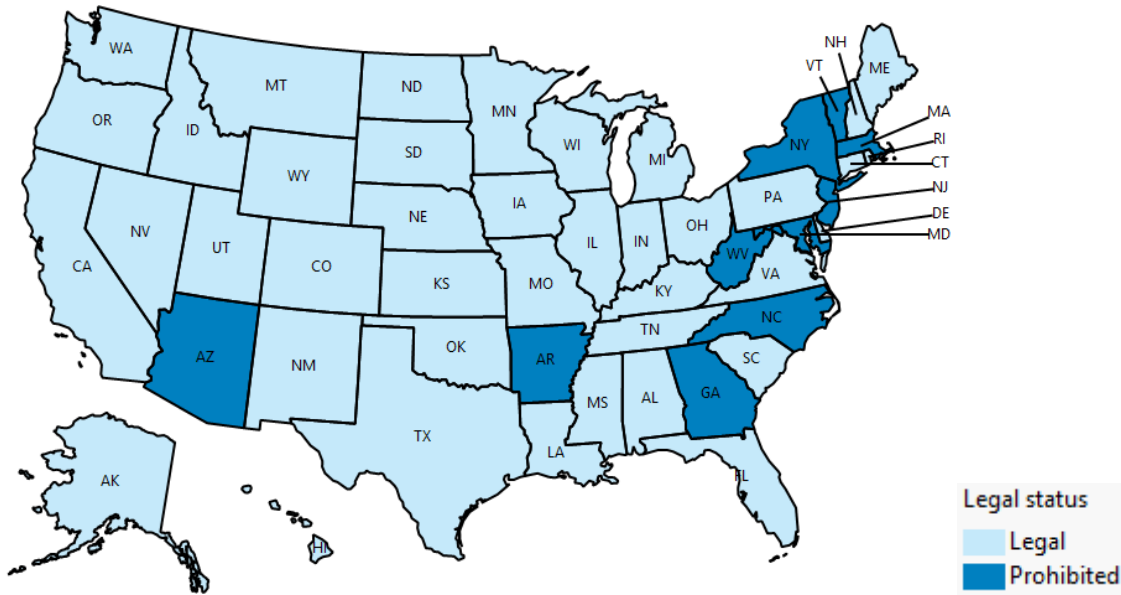 WA
MT
ND
MN
OR
ID
SD
WI
MI
NH
VT
ME
MA
NY
RI
CT
WY
IA
NE
PA
NJ
DE
MD
NV
UT
CO
IL
IN
OH
WV
VA
CA
KS
MO
KY
NC
AZ
NM
OK
AR
TN
SC
MS
AL
GA
TX
LA
FL
AK
HI
Legal status
Legal
Prohibited